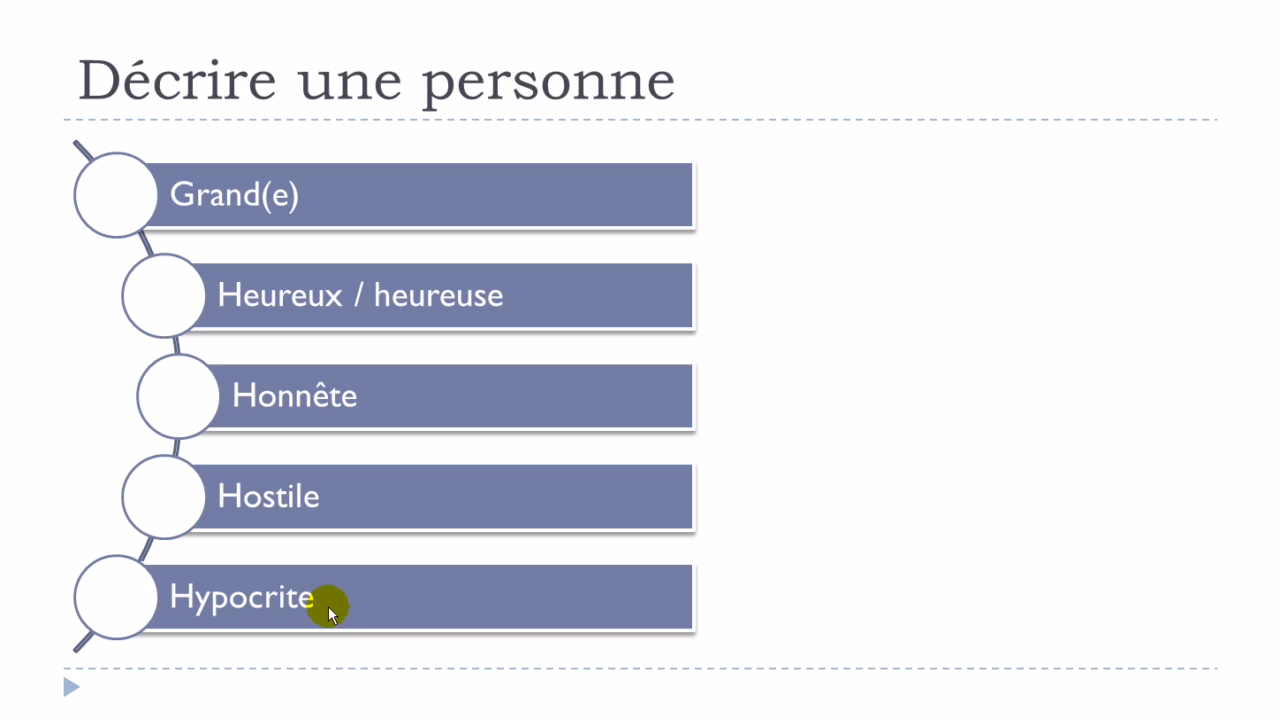 Décrire une personne
Grand(e)
Heureux / heureuse
Honnête
Hostile
Hypocrite